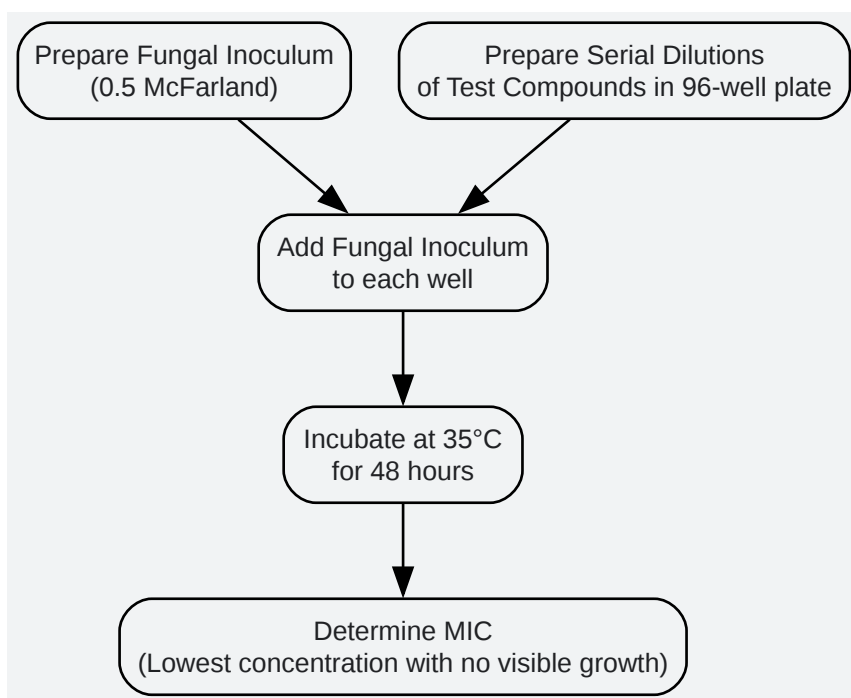 Prepare Fungal Inoculum
(0.5 McFarland)
Prepare Serial Dilutions
of Test Compounds in 96-well plate
Add Fungal Inoculum
to each well
Incubate at 35°C
for 48 hours
Determine MIC
(Lowest concentration with no visible growth)